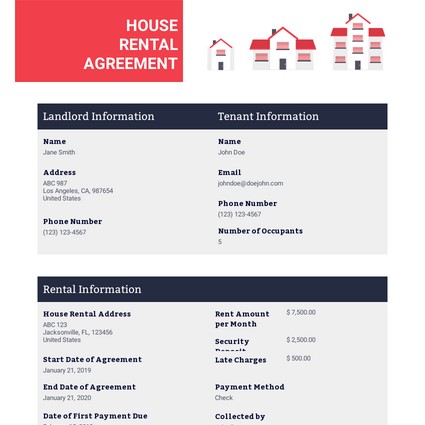 HOUSE
RENTAL
AGREEMENT
Landlord Information
Name
Jane Smith
Address
ABC 987
Los Angeles, CA, 987654
United States
Phone Number
(123) 123-4567
Tenant Information
Name
John Doe
Email
johndoe@doejohn.com
Phone Number
(123) 123-4567
Number of Occupants
5
Rental Information
House Rental Address
ABC 123
Jacksonville, FL, 123456
United States
Start Date of Agreement
January 21, 2019
End Date of Agreement
January 21, 2020
Date of First Payment Due
Rent Amount
per Month
$ 7,500.00
Security
Deposit
$ 2,500.00
Late Charges
$ 500.00
Payment Method
Check
Collected by